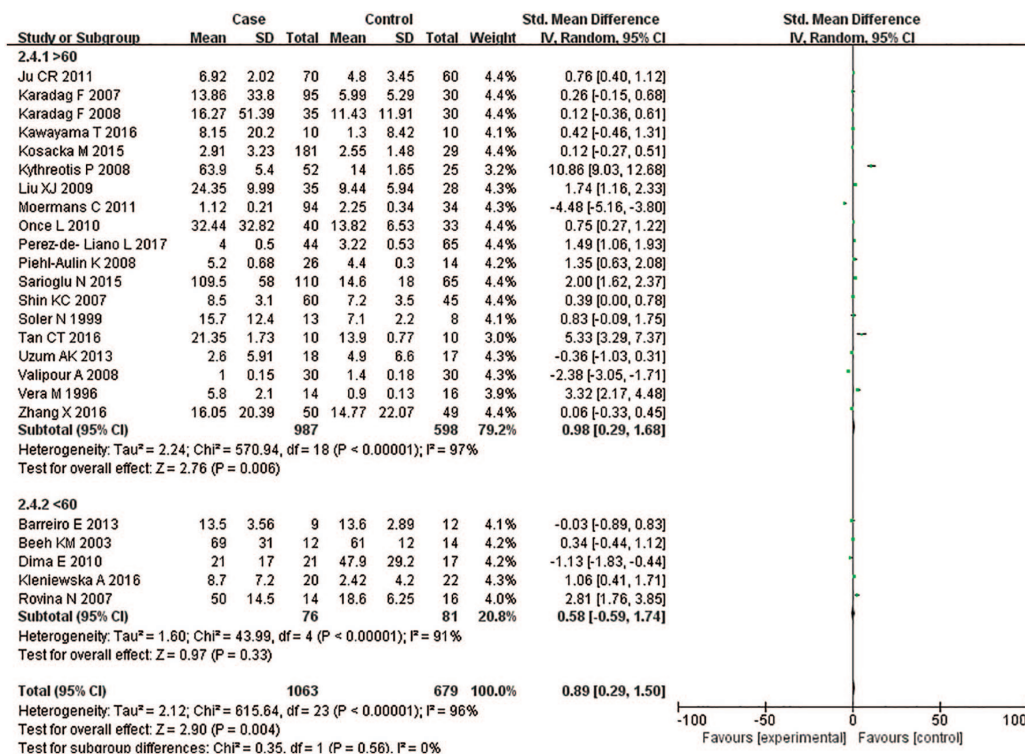 Case Control Std. Mean Difference Std. Mean Difference
Study or Subgroup Mean SD Total Mean SD Total Weight IV, Random, 95% CI IV, Random, 95% CI
2.4.1 >60
Ju CR 2011 6.92 2.02 70 4.8 3.45 60 4.4% 0.76 [0.40, 1.12]
Karadag F 2007 13.86 33.8 95 5.99 5.29 30 4.4% 0.26 [-0.15, 0.68]
Karadag F 2008 16.27 51.39 35 11.43 11.91 30 4.4% 0.12 [-0.36, 0.61]
Kawayama T 2016 8.15 20.2 10 1.3 8.42 10 4.1% 0.42 [-0.46, 1.31]
Kosacka M 2015 2.91 3.23 181 2.55 1.48 29 4.4% 0.12 [-0.27, 0.51]
Kythreotis P 2008 63.9 5.4 52 14 1.65 25 3.2% 10.86 [9.03, 12.68]
Liu XJ 2009 24.35 9.99 35 9.44 5.94 28 4.3% 1.74 [1.16, 2.33]
Moermans C 2011 1.12 0.21 94 2.25 0.34 34 4.3% -4.48 [-5.16, -3.80]
Once L 2010 32.44 32.82 40 13.82 6.53 33 4.4% 0.75 [0.27, 1.22]
Perez-de- Liano L 2017 4 0.5 44 3.22 0.53 65 4.4% 1.49 [1.06, 1.93]
Piehl-Aulin K 2008 5.2 0.68 26 4.4 0.3 14 4.2% 1.35 [0.63, 2.08]
Sarioglu N 2015 109.5 58 110 14.6 18 65 4.4% 2.00 [1.62, 2.37]
Shin KC 2007 8.5 3.1 60 7.2 3.5 45 4.4% 0.39 [0.00, 0.78]
Soler N 1999 15.7 12.4 13 7.1 2.2 8 4.1% 0.83 [-0.09, 1.75]
Tan CT 2016 21.35 1.73 10 13.9 0.77 10 3.0% 5.33 [3.29, 7.37]
Uzum AK 2013 2.6 5.91 18 4.9 6.6 17 4.3% -0.36 [-1.03, 0.31]
Valipour A 2008 1 0.15 30 1.4 0.18 30 4.3% -2.38 [-3.05, -1.71]
Vera M 1996 5.8 2.1 14 0.9 0.13 16 3.9% 3.32 [2.17, 4.48]
Zhang X 2016 16.05 20.39 50 14.77 22.07 49 4.4% 0.06 [-0.33, 0.45]
Subtotal (95% CI) 987 598 79.2% 0.98 [0.29, 1.68]
Heterogeneity: Tau² = 2.24; Chi² = 570.94, df = 18 (P < 0.00001); I² = 97%
Test for overall effect: Z = 2.76 (P = 0.006)
2.4.2 <60
Barreiro E 2013 13.5 3.56 9 13.6 2.89 12 4.1% -0.03 [-0.89, 0.83]
Beeh KM 2003 69 31 12 61 12 14 4.2% 0.34 [-0.44, 1.12]
Dima E 2010 21 17 21 47.9 29.2 17 4.2% -1.13 [-1.83, -0.44]
Kleniewska A 2016 8.7 7.2 20 2.42 4.2 22 4.3% 1.06 [0.41, 1.71]
Rovina N 2007 50 14.5 14 18.6 6.25 16 4.0% 2.81 [1.76, 3.85]
Subtotal (95% CI) 76 81 20.8% 0.58 [-0.59, 1.74]
Heterogeneity: Tau² = 1.60; Chi² = 43.99, df = 4 (P < 0.00001); I² = 91%
Test for overall effect: Z = 0.97 (P = 0.33)
Total (95% CI) 1063 679 100.0% 0.89 [0.29, 1.50]
Heterogeneity: Tau² = 2.12; Chi² = 615.64, df = 23 (P < 0.00001); I² = 96%
Test for overall effect: Z = 2.90 (P = 0.004)
Test for subgroup differences: Chi² = 0.35, df = 1 (P = 0.56), I² = 0%
-100 -50 0 50 100
Favours [experimental] Favours [control]